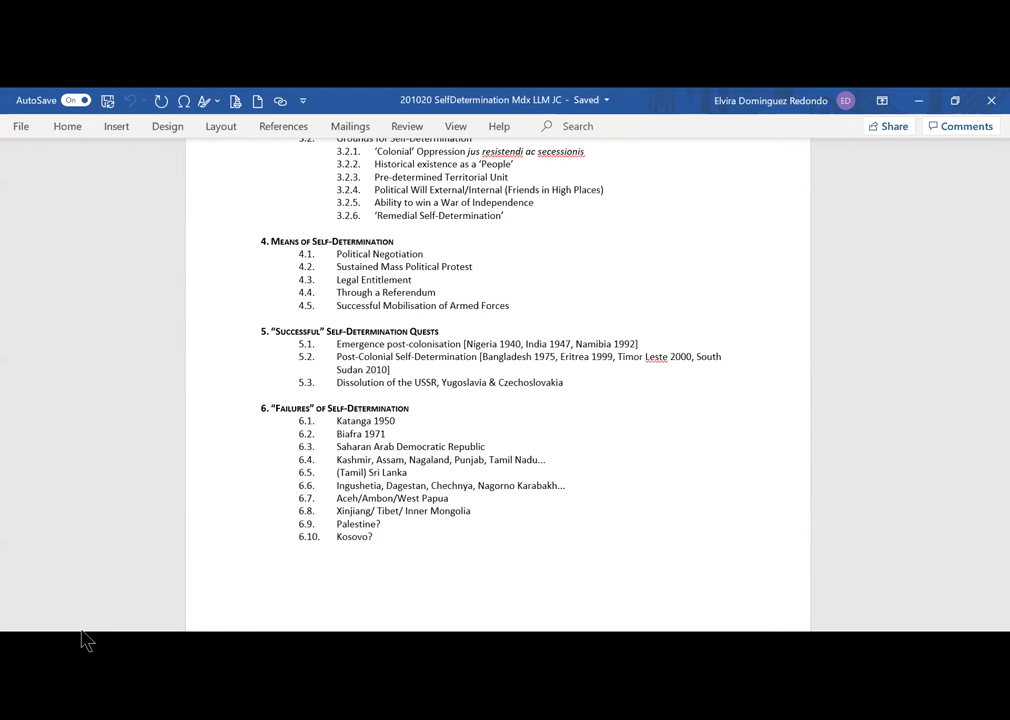 AutoSave On 201020 SelfDetermination Mdx LLM JC - Saved Elvira Dominguez Redondo ED
File Home Insert Design Layout References Mailings Review View Help Search Share Comments
3.2. Grounds for Self-Determination
3.2.1. ‘Colonial’ Oppression jus resistendi ac secessionis
3.2.2. Historical existence as a ‘People’
3.2.3. Pre-determined Territorial Unit
3.2.4. Political Will External/Internal (Friends in High Places)
3.2.5. Ability to win a War of Independence
3.2.6. ‘Remedial Self-Determination’
4. MEANS OF SELF-DETERMINATION
4.1. Political Negotiation
4.2. Sustained Mass Political Protest
4.3. Legal Entitlement
4.4. Through a Referendum
4.5. Successful Mobilisation of Armed Forces
5. “SUCCESSFUL” SELF-DETERMINATION QUESTS
5.1. Emergence post-colonisation [Nigeria 1940, India 1947, Namibia 1992]
5.2. Post-Colonial Self-Determination [Bangladesh 1975, Eritrea 1999, Timor Leste 2000, South
Sudan 2010]
5.3. Dissolution of the USSR, Yugoslavia & Czechoslovakia
6. “FAILURES” OF SELF-DETERMINATION
6.1. Katanga 1950
6.2. Biafra 1971
6.3. Saharan Arab Democratic Republic
6.4. Kashmir, Assam, Nagaland, Punjab, Tamil Nadu...
6.5. (Tamil) Sri Lanka
6.6. Ingushetia, Dagestan, Chechnya, Nagorno Karabakh...
6.7. Aceh/Ambon/West Papua
6.8. Xinjiang/ Tibet/ Inner Mongolia
6.9. Palestine?
6.10. Kosovo?